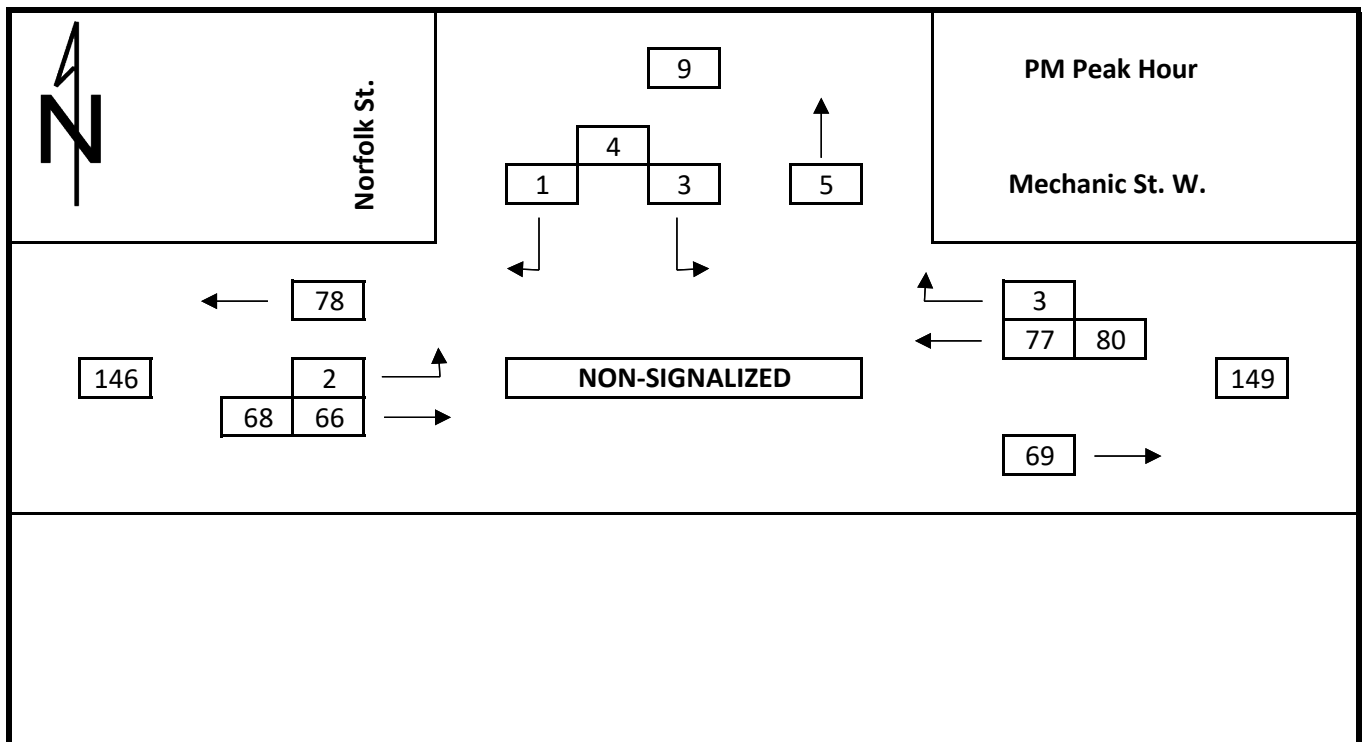 N
Norfolk St.
9
PM Peak Hour
4
1 3 5
Mechanic St. W.
78
3
77 80
146
2
NON-SIGNALIZED
149
68 66
69